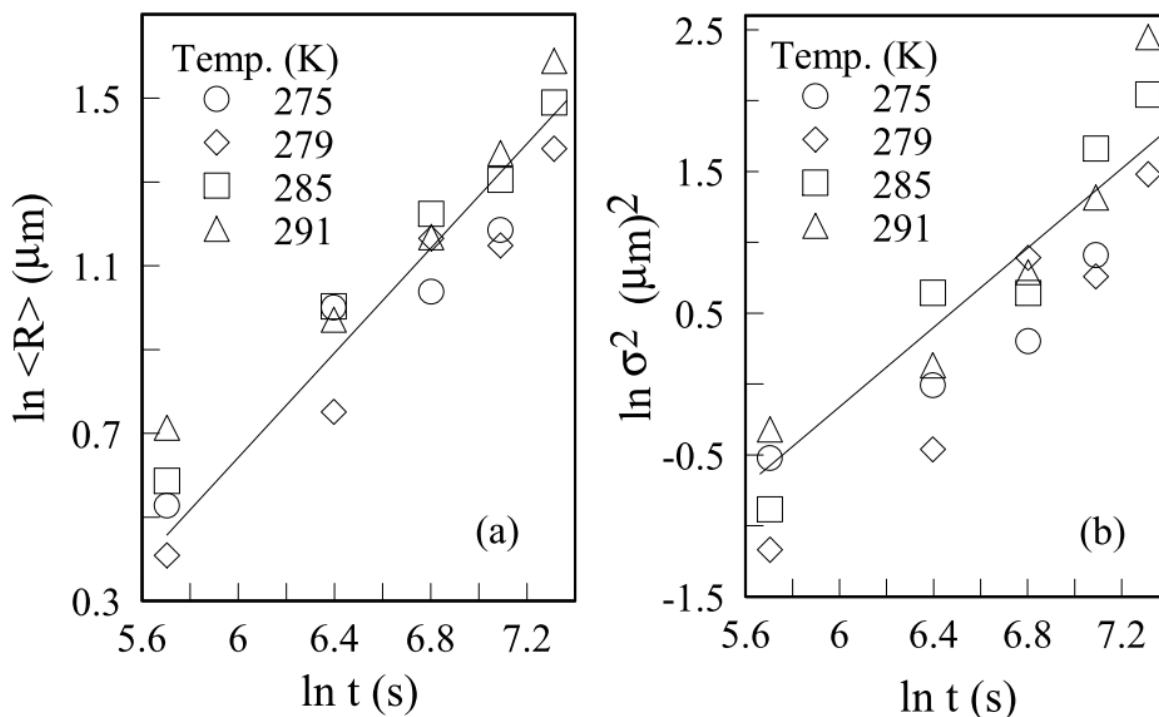 Temp. (K)
275
279
285
291
1.5
1.1
0.7
0.3
ln <R> (μm)
(a)
5.6 6 6.4 6.8 7.2
ln t (s)
Temp. (K)
275
279
285
291
2.5
1.5
0.5
-0.5
-1.5
ln σ² (μm)²
(b)
5.6 6 6.4 6.8 7.2
ln t (s)